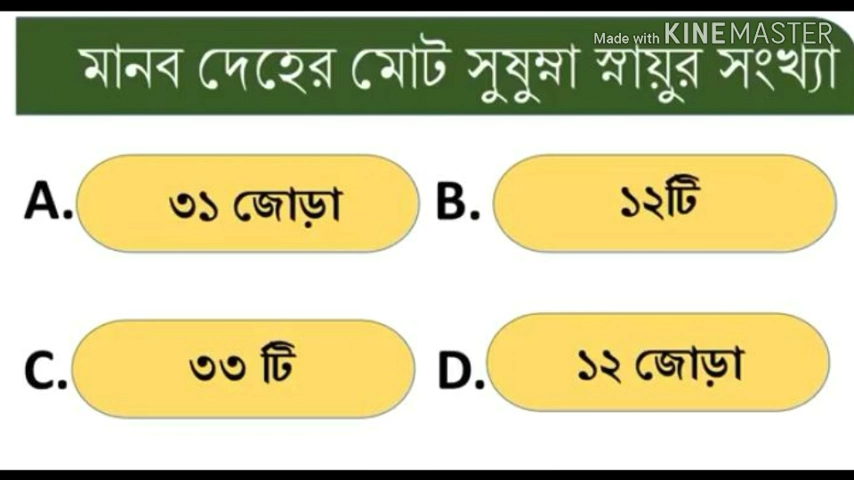 Made with KINEMASTER
মানব দেহের মোট সুষুম্না স্নায়ুর সংখ্যা
A. ৩১ জোড়া B. ১২টি
C. ৩৩ টি D. ১২ জোড়া